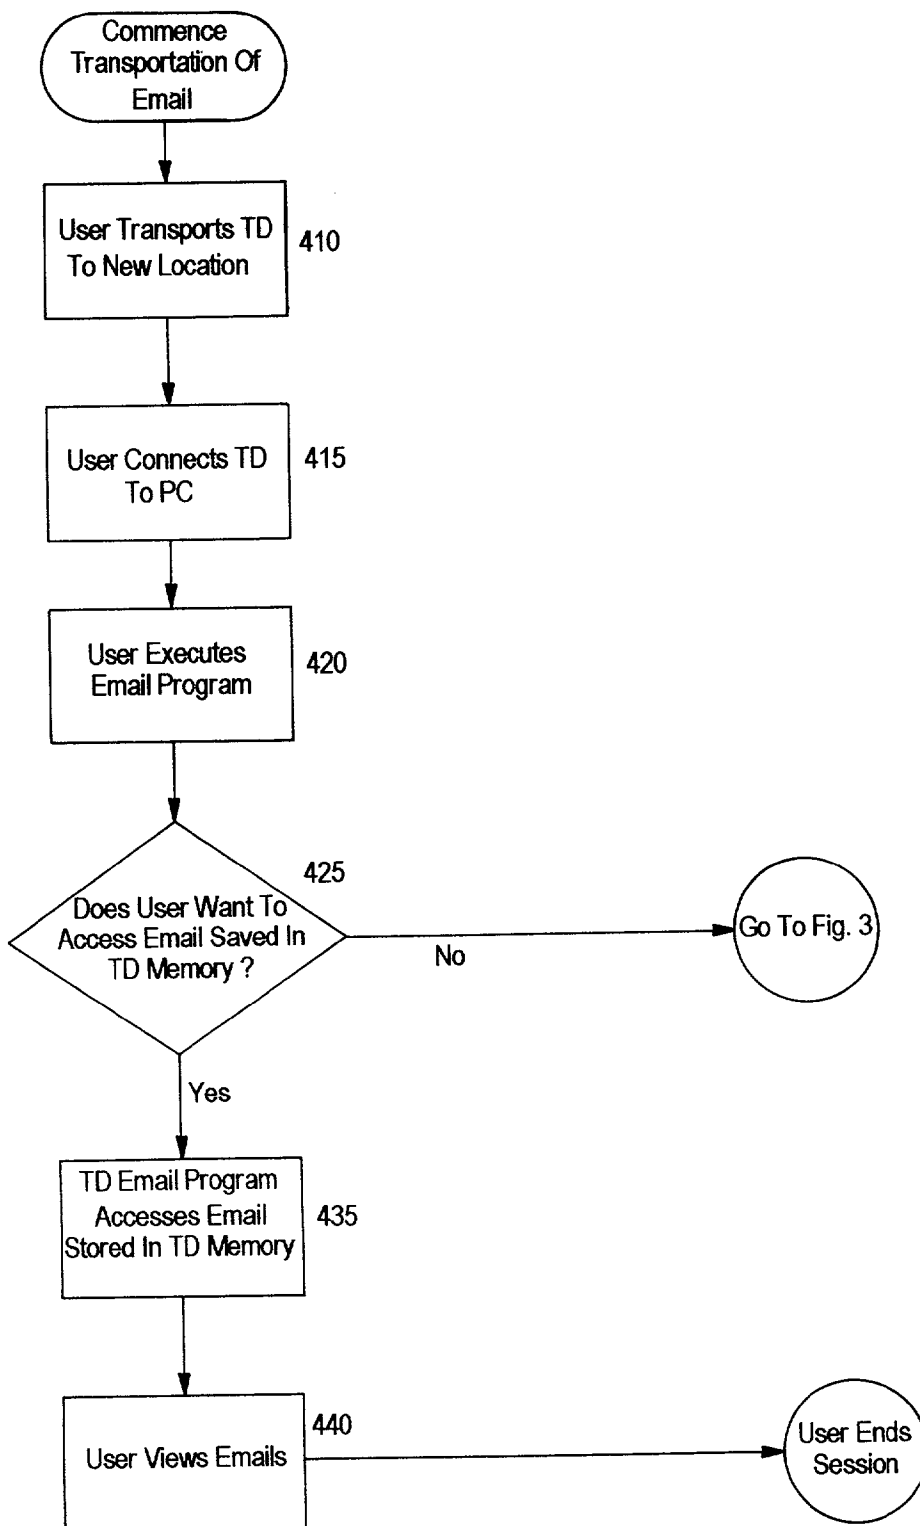 Commence
Transportation Of
Email
User Transports TD
To New Location
410
User Connects TD
To PC
415
User Executes
Email Program
420
425
Does User Want To
Access Email Saved In
TD Memory ?
No
Go To Fig. 3
Yes
TD Email Program
Accesses Email
Stored In TD Memory
435
440
User Views Emails
User Ends
Session